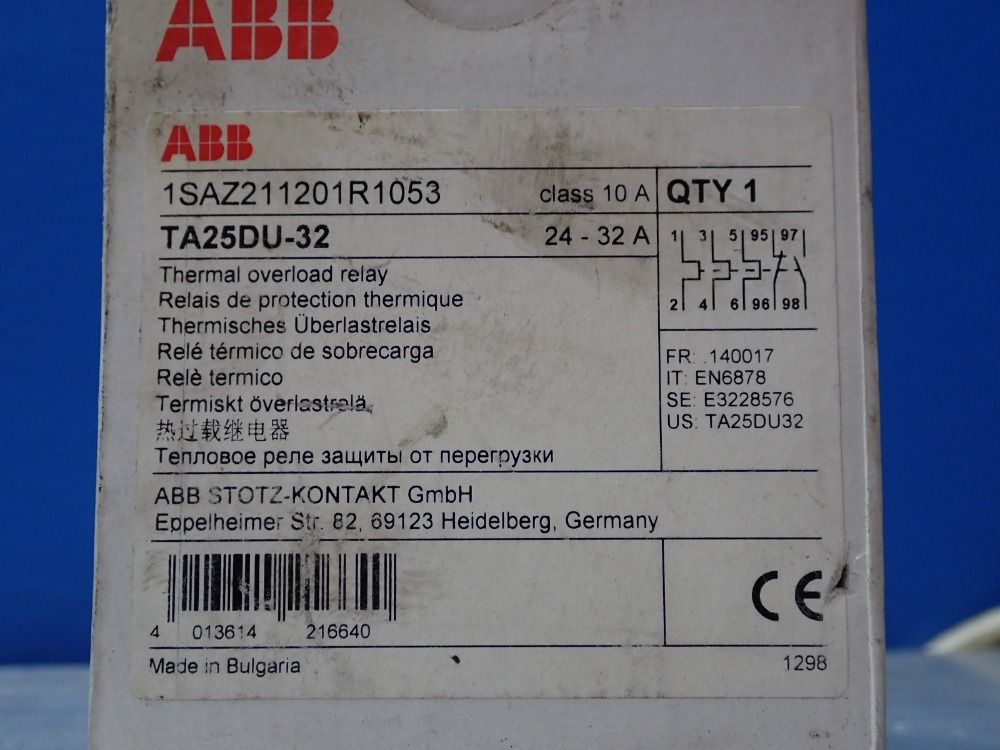 ABB
ABB
1SAZ211201R1053 class 10 A QTY 1
TA25DU-32 24 - 32 A
1 3 5 95 97
2 4 6 96 98
Thermal overload relay
Relais de protection thermique
Thermisches Überlastrelais
Relé térmico de sobrecarga
Relè termico
Termiskt överlastrelä
热过载继电器
Тепловое реле защиты от перегрузки
FR: .140017
IT: EN6878
SE: E3228576
US: TA25DU32
ABB STOTZ-KONTAKT GmbH
Eppelheimer Str. 82, 69123 Heidelberg, Germany
4 013614 216640
CE
Made in Bulgaria 1298